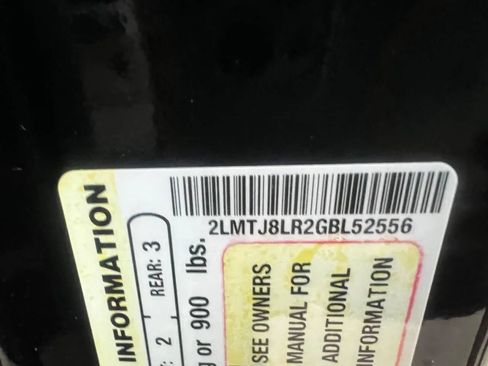 2LMTJ8LR2GBL52556
INFORMATION
2
REAR: 3
or 900 lbs.
SEE OWNERS
MANUAL FOR
ADDITIONAL
INFORMATION